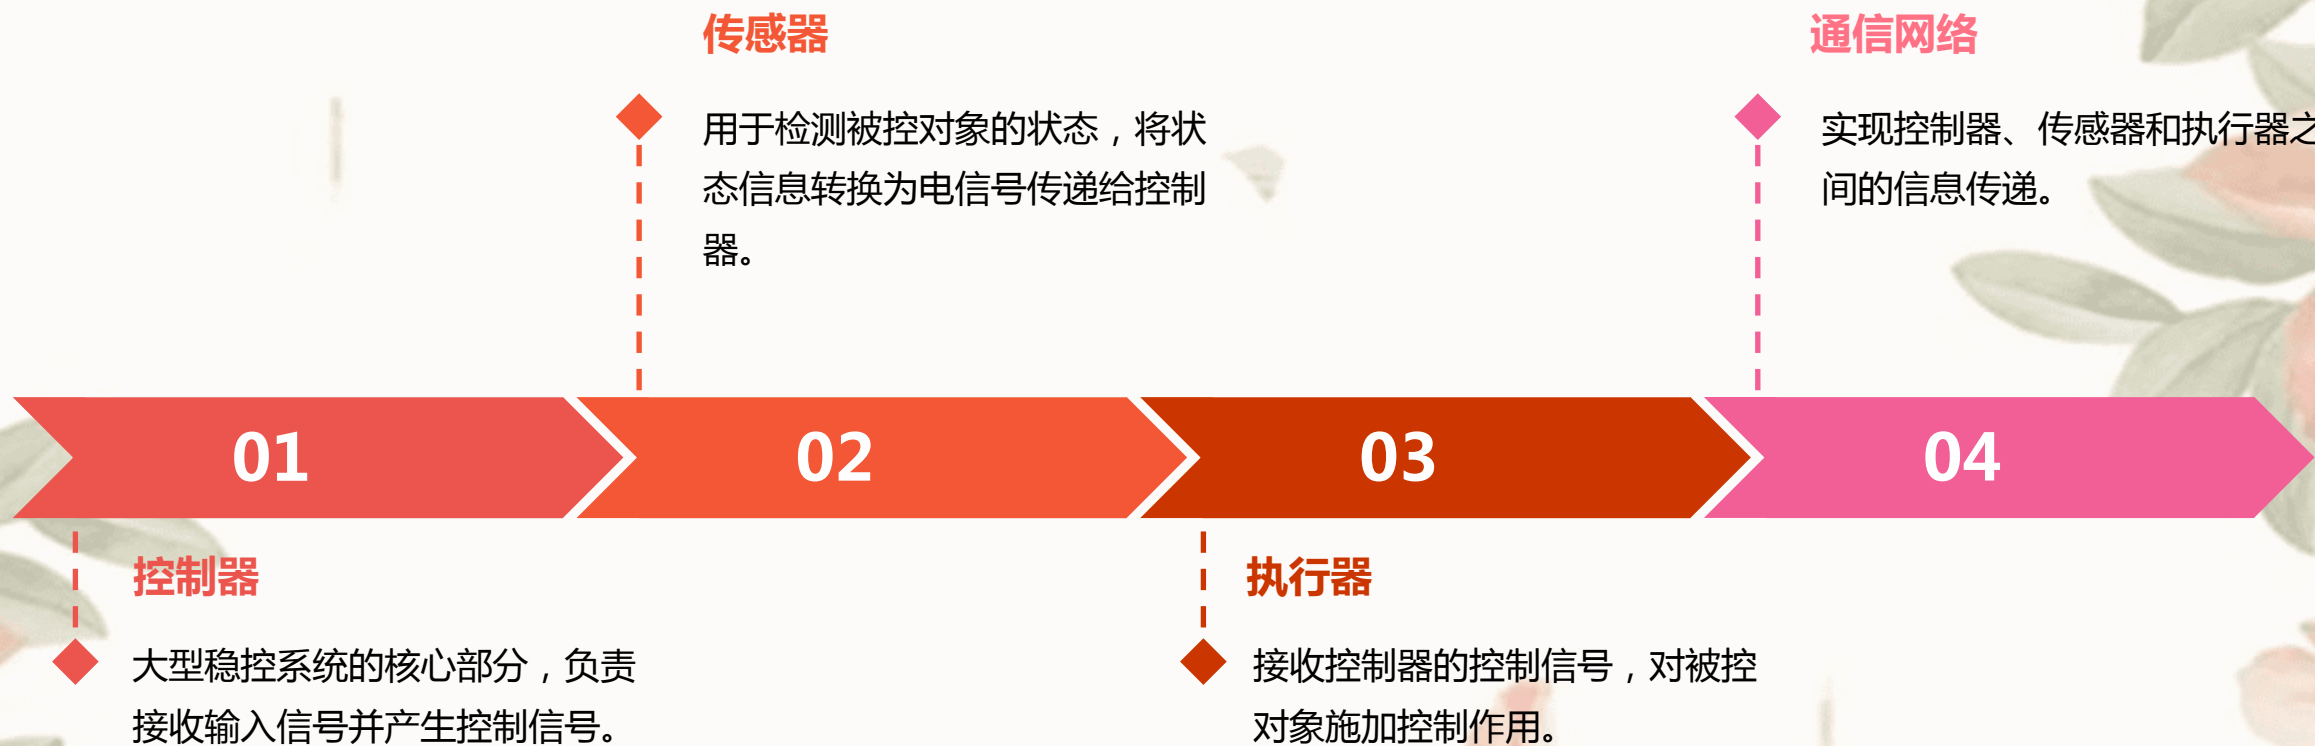 传感器
用于检测被控对象的状态，将状
态信息转换为电信号传递给控制
器。
通信网络
实现控制器、传感器和执行器之
间的信息传递。
01
02
03
04
控制器
大型稳控系统的核心部分，负责
接收输入信号并产生控制信号。
执行器
接收控制器的控制信号，对被控
对象施加控制作用。